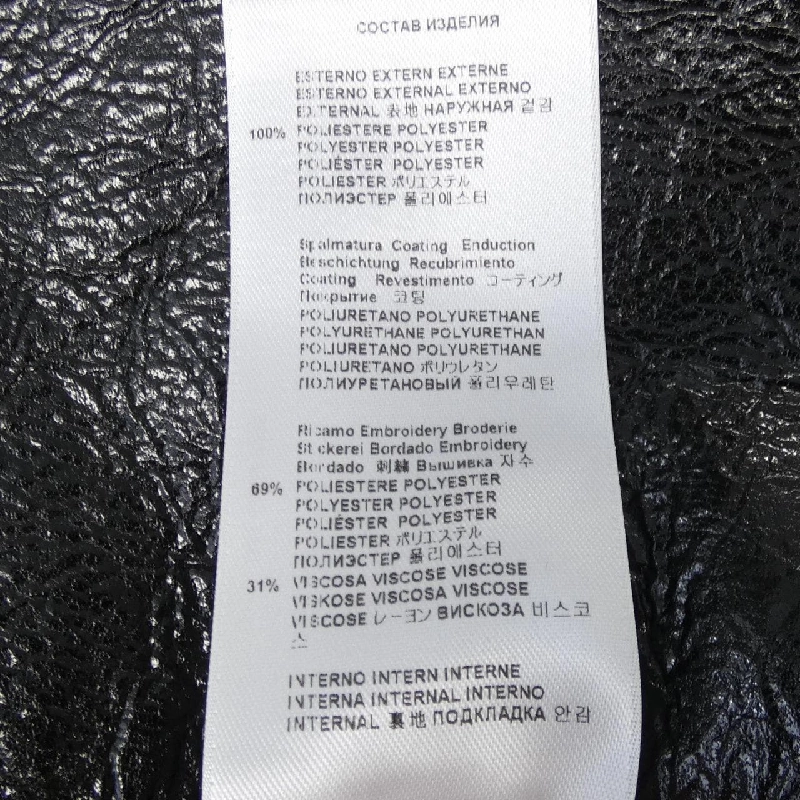 СОСТАВ ИЗДЕЛИЯ
ESTERNO EXTERN EXTERNE
ESTERNO EXTERNAL EXTERNO
EXTERNAL 表地 НАРУЖНАЯ 겉감
100% POLIESTERE POLYESTER
POLYESTER POLYESTER
POLIÉSTER POLYESTER
POLIESTER ポリエステル
ПОЛИЭСТЕР 폴리에스터
Spalmatura Coating Enduction
Beschichtung Recubrimiento
Coating Revestimento コーティング
Покрытие 코팅
POLIURETANO POLYURETHANE
POLYURETHANE POLYURETHAN
POLIURETANO POLYURETHANE
POLIURETANO ポリウレタン
ПОЛИУРЕТАНОВЫЙ 폴리우레탄
Ricamo Embroidery Broderie
Stickerei Bordado Embroidery
Bordado 刺繍 Вышивка 자수
69% POLIESTERE POLYESTER
POLYESTER POLYESTER
POLIÉSTER POLYESTER
POLIESTER ポリエステル
ПОЛИЭСТЕР 폴리에스터
31% VISCOSA VISCOSE VISCOSE
VISKOSE VISCOSA VISCOSE
VISCOSE レーヨン ВИСКОЗА 비스코
스
INTERNO INTERN INTERNE
INTERNA INTERNAL INTERNO
INTERNAL 裏地 ПОДКЛАДКА 안감